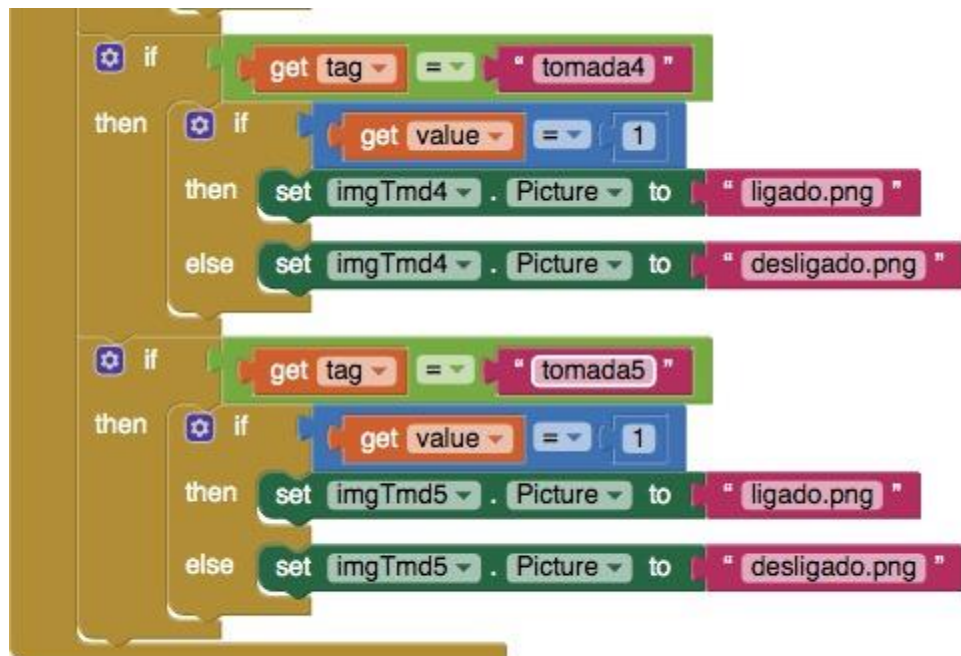 if get tag = " tomada4 "
then if get value = 1
then set imgTmd4 . Picture to " ligado.png "
else set imgTmd4 . Picture to " desligado.png "
if get tag = " tomada5 "
then if get value = 1
then set imgTmd5 . Picture to " ligado.png "
else set imgTmd5 . Picture to " desligado.png "